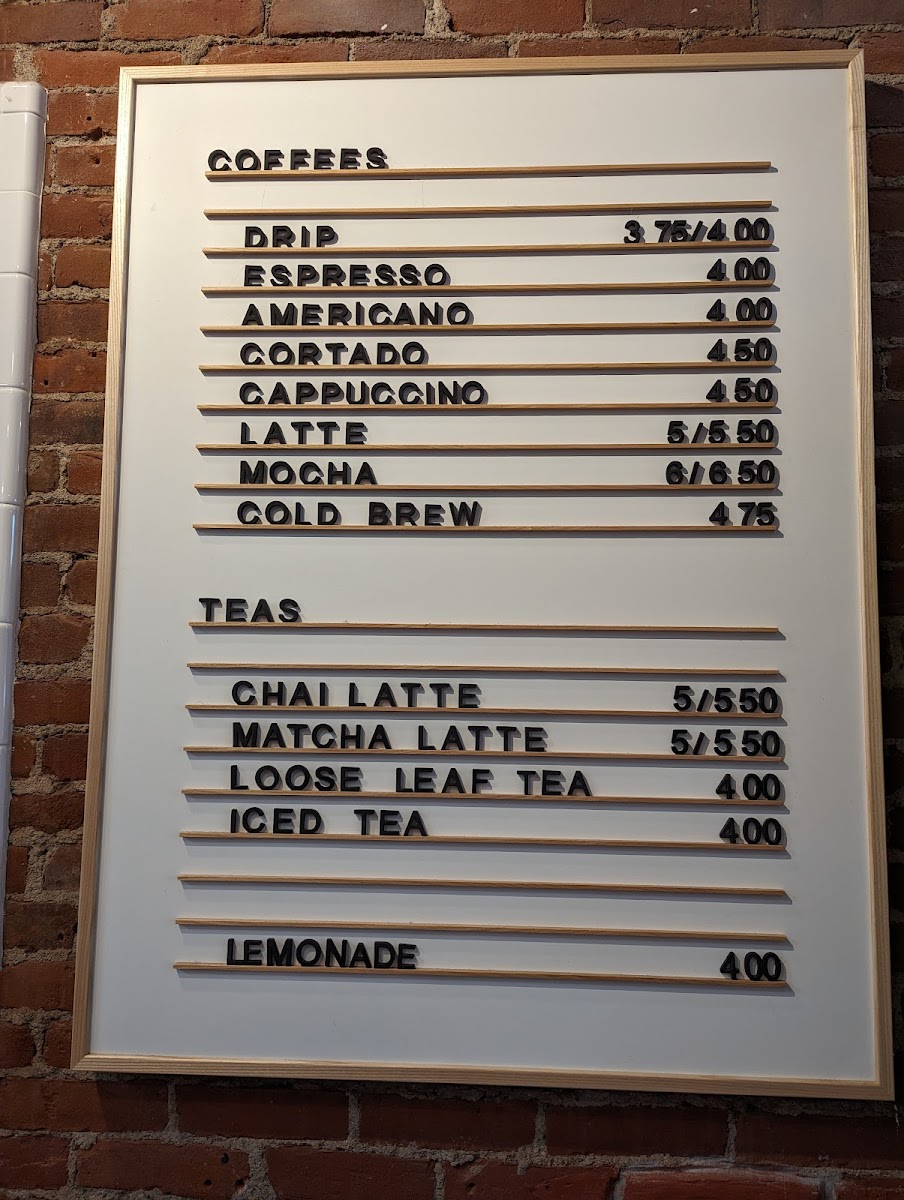 COFFEES
DRIP 3 75/4 00
ESPRESSO 4 00
AMERICANO 4 00
CORTADO 4 50
CAPPUCCINO 4 50
LATTE 5/5 50
MOCHA 6/6 50
COLD BREW 4 75
TEAS
CHAI LATTE 5/5 50
MATCHA LATTE 5/5 50
LOOSE LEAF TEA 4 00
ICED TEA 4 00
LEMONADE 4 00